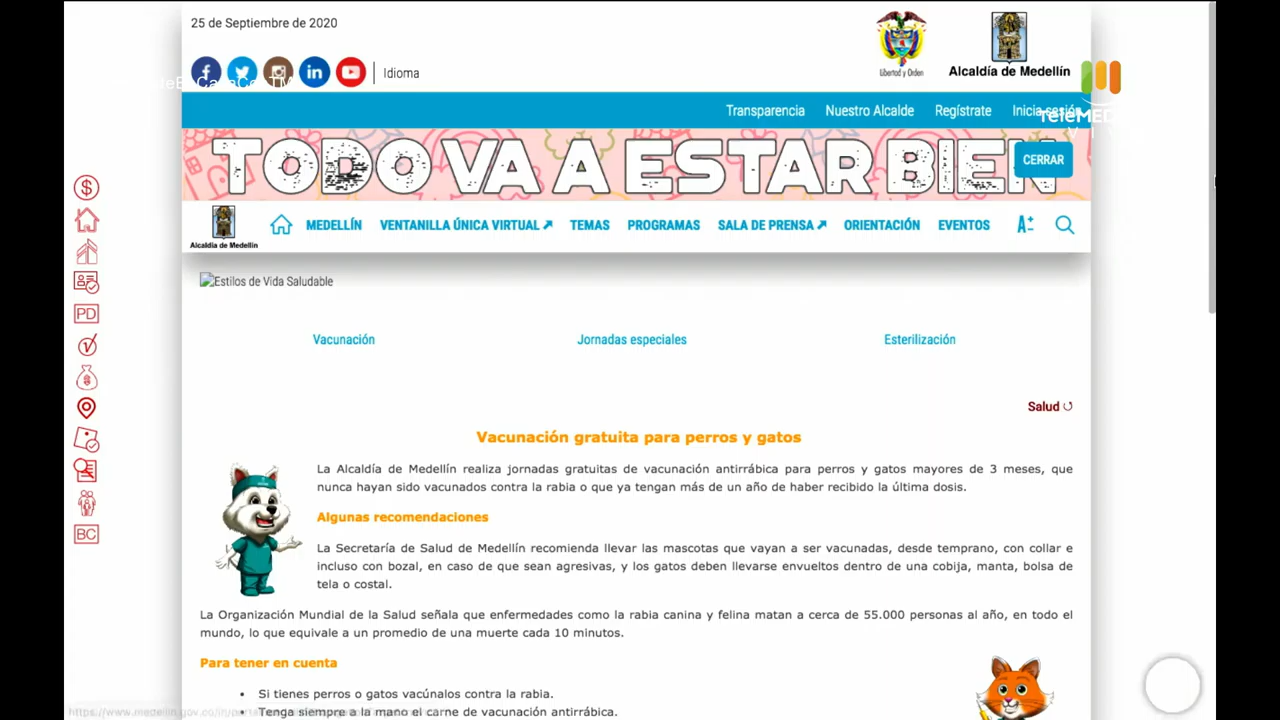 25 de Septiembre de 2020
Libertad y Orden
Alcaldía de Medellín
Idioma
Transparencia
Nuestro Alcalde
Regístrate
Inicia sesión
TODO VA A ESTAR BIEN
CERRAR
Alcaldía de Medellín
MEDELLÍN
VENTANILLA ÚNICA VIRTUAL
TEMAS
PROGRAMAS
SALA DE PRENSA
ORIENTACIÓN
EVENTOS
Estilos de Vida Saludable
Vacunación
Jornadas especiales
Esterilización
Salud
PD
BC
Vacunación gratuita para perros y gatos
La Alcaldía de Medellín realiza jornadas gratuitas de vacunación antirrábica para perros y gatos mayores de 3 meses, que
nunca hayan sido vacunados contra la rabia o que ya tengan más de un año de haber recibido la última dosis.
Algunas recomendaciones
La Secretaría de Salud de Medellín recomienda llevar las mascotas que vayan a ser vacunadas, desde temprano, con collar e
incluso con bozal, en caso de que sean agresivas, y los gatos deben llevarse envueltos dentro de una cobija, manta, bolsa de
tela o costal.
La Organización Mundial de la Salud señala que enfermedades como la rabia canina y felina matan a cerca de 55.000 personas al año, en todo el
mundo, lo que equivale a un promedio de una muerte cada 10 minutos.
Para tener en cuenta
• Si tienes perros o gatos vacúnalos contra la rabia.
• Tenga siempre a la mano el carne de vacunación antirrábica.